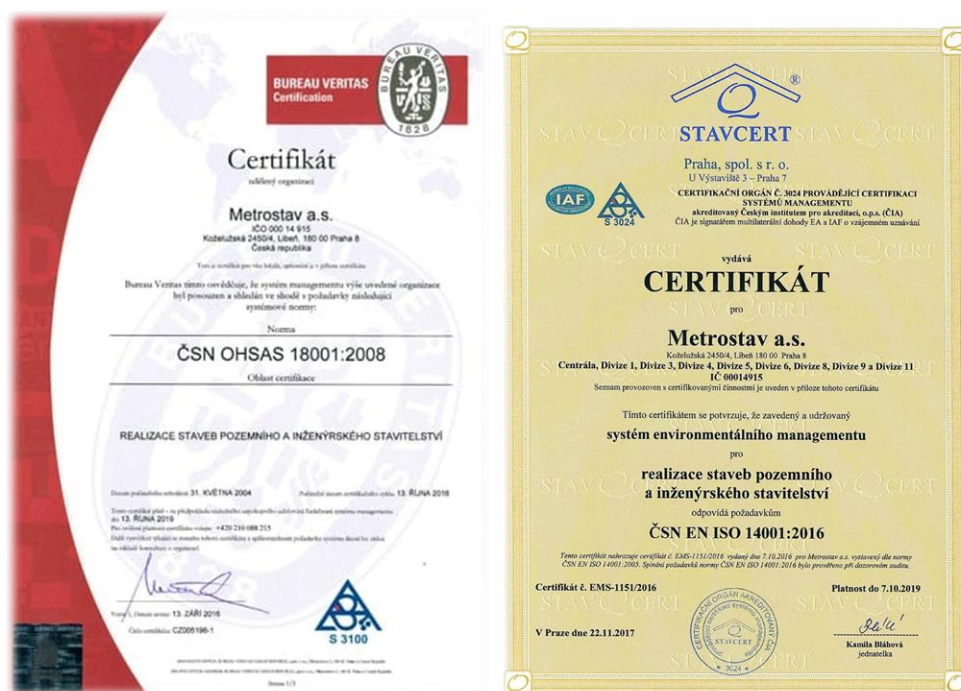 BUREAU VERITAS
Certification
BUREAU VERITAS
1828
Certifikát
udělený organizaci
Metrostav a.s.
IČO 000 14 915
Koželužská 2450/4, Libeň, 180 00 Praha 8
Česká republika
Bureau Veritas tímto osvědčuje, že systém managementu výše uvedené organizace
byl posouzen a shledán ve shodě s požadavky následující
systémové normy:
Norma
ČSN OHSAS 18001:2008
Oblast certifikace
REALIZACE STAVEB POZEMNÍHO A INŽENÝRSKÉHO STAVITELSTVÍ
31. KVĚTNA 2004
13. ŘÍJNA 2016
13. ŘÍJNA 2019
+420 210 088 215
13. ZÁŘÍ 2016
CZ005196-1
S 3100
Strana 1/5
STAVCERT
®
Praha, spol. s r. o.
U Výstaviště 3 – Praha 7
IAF
S 3024
CERTIFIKAČNÍ ORGÁN Č. 3024 PROVÁDĚJÍCÍ CERTIFIKACI
SYSTÉMŮ MANAGEMENTU
akreditovaný Českým institutem pro akreditaci, o.p.s. (ČIA)
ČIA je signatářem multilaterální dohody EA a IAF o vzájemném uznávání
vydává
CERTIFIKÁT
pro
Metrostav a.s.
Koželužská 2450/4, Libeň 180 00 Praha 8
Centrála, Divize 1, Divize 3, Divize 4, Divize 5, Divize 6, Divize 8, Divize 9 a Divize 11
IČ 00014915
Seznam provozoven s certifikovanými činnostmi je uveden v příloze tohoto certifikátu
Tímto certifikátem se potvrzuje, že zavedený a udržovaný
systém environmentálního managementu
pro
realizace staveb pozemního
a inženýrského stavitelství
odpovídá požadavkům
ČSN EN ISO 14001:2016
Tento certifikát nahrazuje certifikát č. EMS-1151/2016 vydaný dne 7.10.2016 pro Metrostav a.s. vystavený dle normy
ČSN EN ISO 14001:2005. Splnění požadavků normy ČSN EN ISO 14001:2016 bylo prověřeno při dozorovém auditu.
Certifikát č. EMS-1151/2016
Platnost do 7.10.2019
V Praze dne 22.11.2017
STAVCERT
3024
Kamila Bláhová
jednatelka